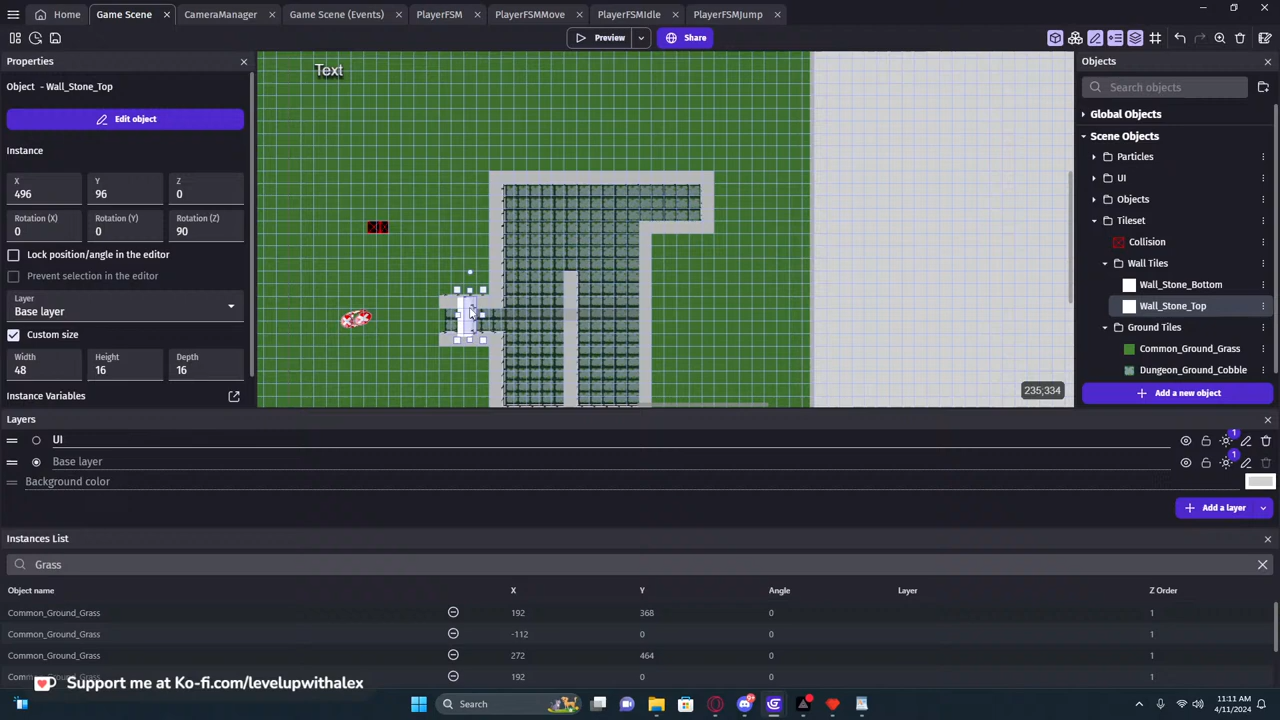 Home
Game Scene
CameraManager
Game Scene (Events)
PlayerFSM
PlayerFSMMove
PlayerFSMIdle
PlayerFSMJump
Preview
Share
Properties
Object - Wall_Stone_Top
Edit object
Instance
X Y Z
496 96 0
Rotation (X) Rotation (Y) Rotation (Z)
0 0 90
Lock position/angle in the editor
Prevent selection in the editor
Layer
Base layer
Custom size
Width Height Depth
48 16 16
Instance Variables
Text
235,334
Objects
Search objects
Global Objects
Scene Objects
Particles
UI
Objects
Tileset
Collision
Wall Tiles
Wall_Stone_Bottom
Wall_Stone_Top
Ground Tiles
Common_Ground_Grass
Dungeon_Ground_Cobble
Add a new object
Layers
UI 1
Base layer 1
Background color
Add a layer
Instances List
Grass
Object name X Y Angle Layer Z Order
Common_Ground_Grass 192 368 0 1
Common_Ground_Grass -112 0 0 1
Common_Ground_Grass 272 464 0 1
192 0 0 1
Support me at Ko-fi.com/levelupwithalex
Search
11:11 AM
4/11/2024